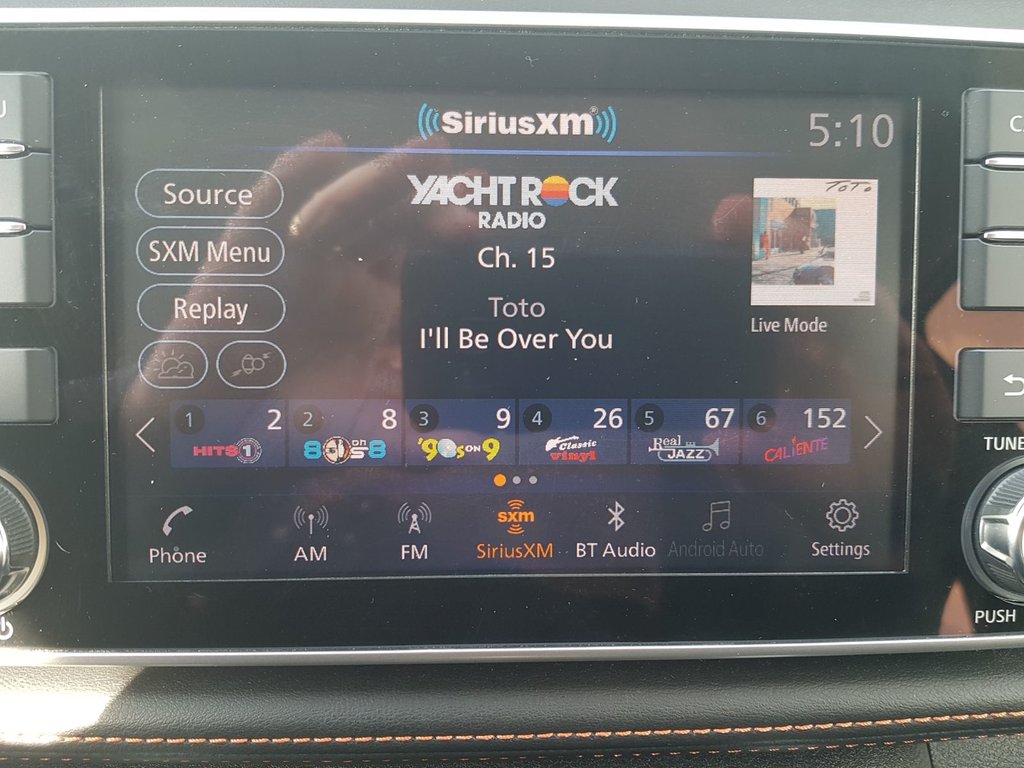 SiriusXM®
5:10
Source
SXM Menu
Replay
YACHT ROCK
RADIO
Ch. 15
Toto
I'll Be Over You
TOTO
Live Mode
1 2
HITS 1
2 8
80s on 8
3 9
'90s ON 9
4 26
Classic
vinyl
5 67
Real
JAZZ
6 152
CALIENTE
Phone
AM
FM
sxm
SiriusXM
BT Audio
Android Auto
Settings
TUNE
PUSH